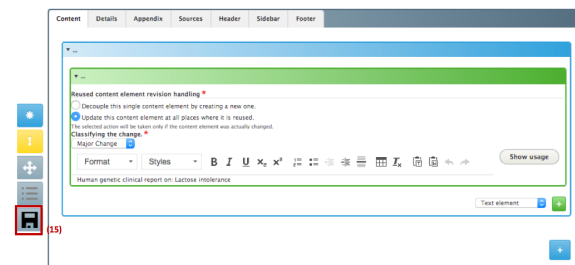 Content Details Appendix Sources Header Sidebar Footer
...
...
Reused content element revision handling *
Decouple this single content element by creating a new one.
Update this content element at all places where it is reused.
The selected action will be taken only if the content element was actually changed.
Classifying the change. *
Major Change
Format Styles B I U x₂ x² Show usage
Human genetic clinical report on: Lactose intolerance
Text element +
(15)
+